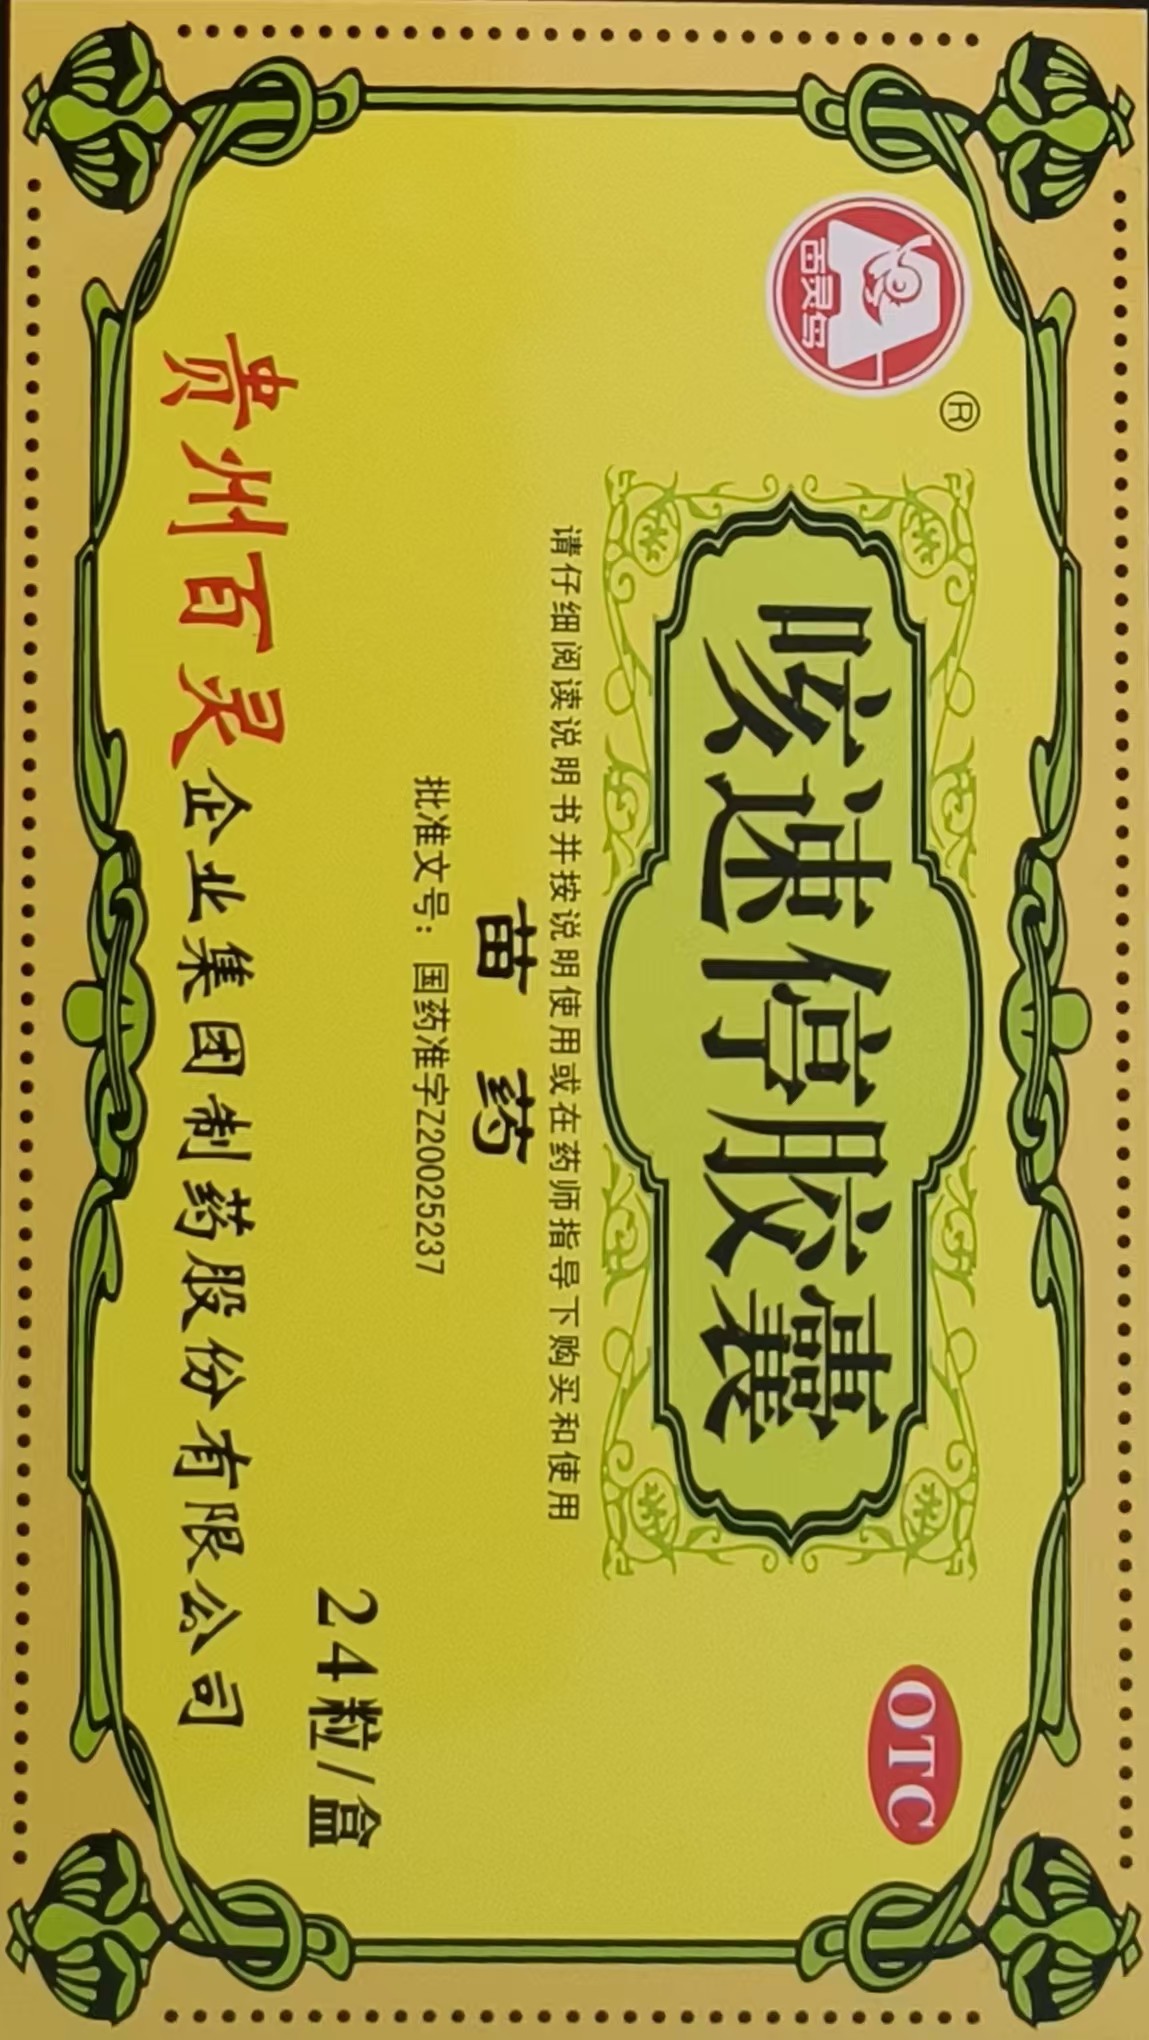 百灵鸟
®
OTC
咳速停胶囊
请仔细阅读说明书并按说明使用或在药师指导下购买和使用
苗药
批准文号：国药准字Z20025237
24粒/盒
贵州百灵企业集团制药股份有限公司